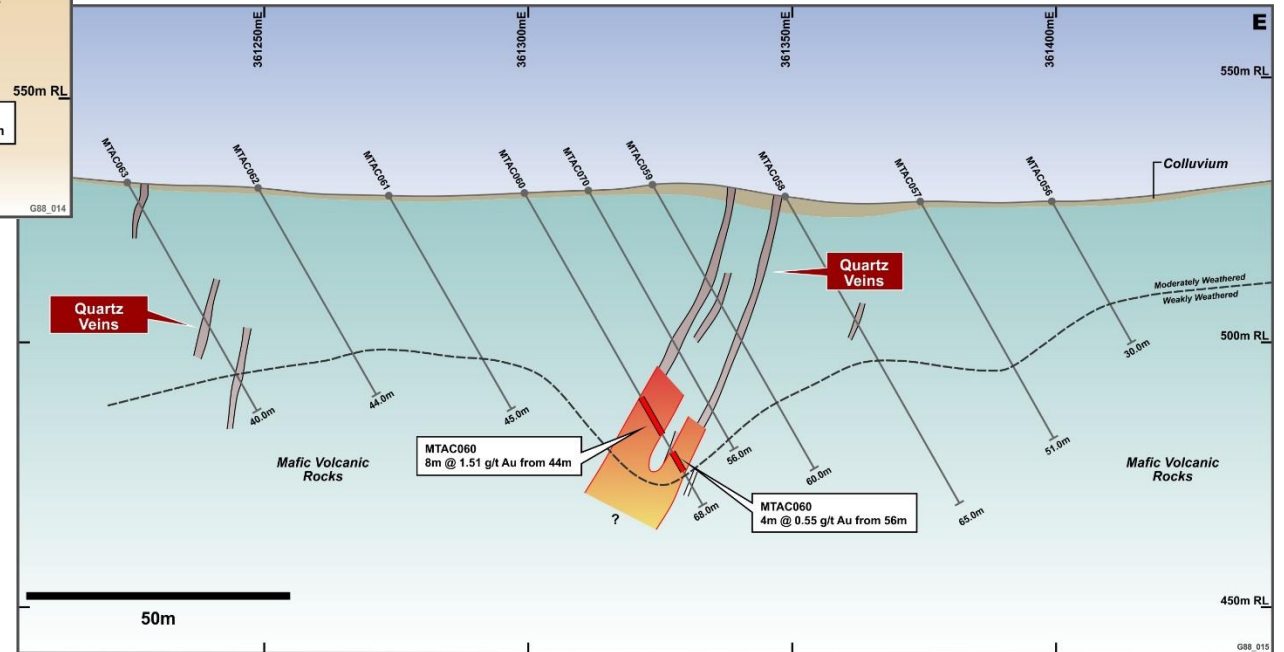 361250mE
361300mE
361350mE
361400mE
E
550m RL
550m RL
G88_014
MTAC063
MTAC062
MTAC061
MTAC060
MTAC070
MTAC059
MTAC058
MTAC057
MTAC056
Colluvium
Quartz
Veins
Quartz
Veins
Moderately Weathered
Weakly Weathered
500m RL
30.0m
40.0m
44.0m
45.0m
56.0m
60.0m
51.0m
68.0m
65.0m
MTAC060
8m @ 1.51 g/t Au from 44m
Mafic Volcanic
Rocks
Mafic Volcanic
Rocks
MTAC060
4m @ 0.55 g/t Au from 56m
?
50m
450m RL
G88_015